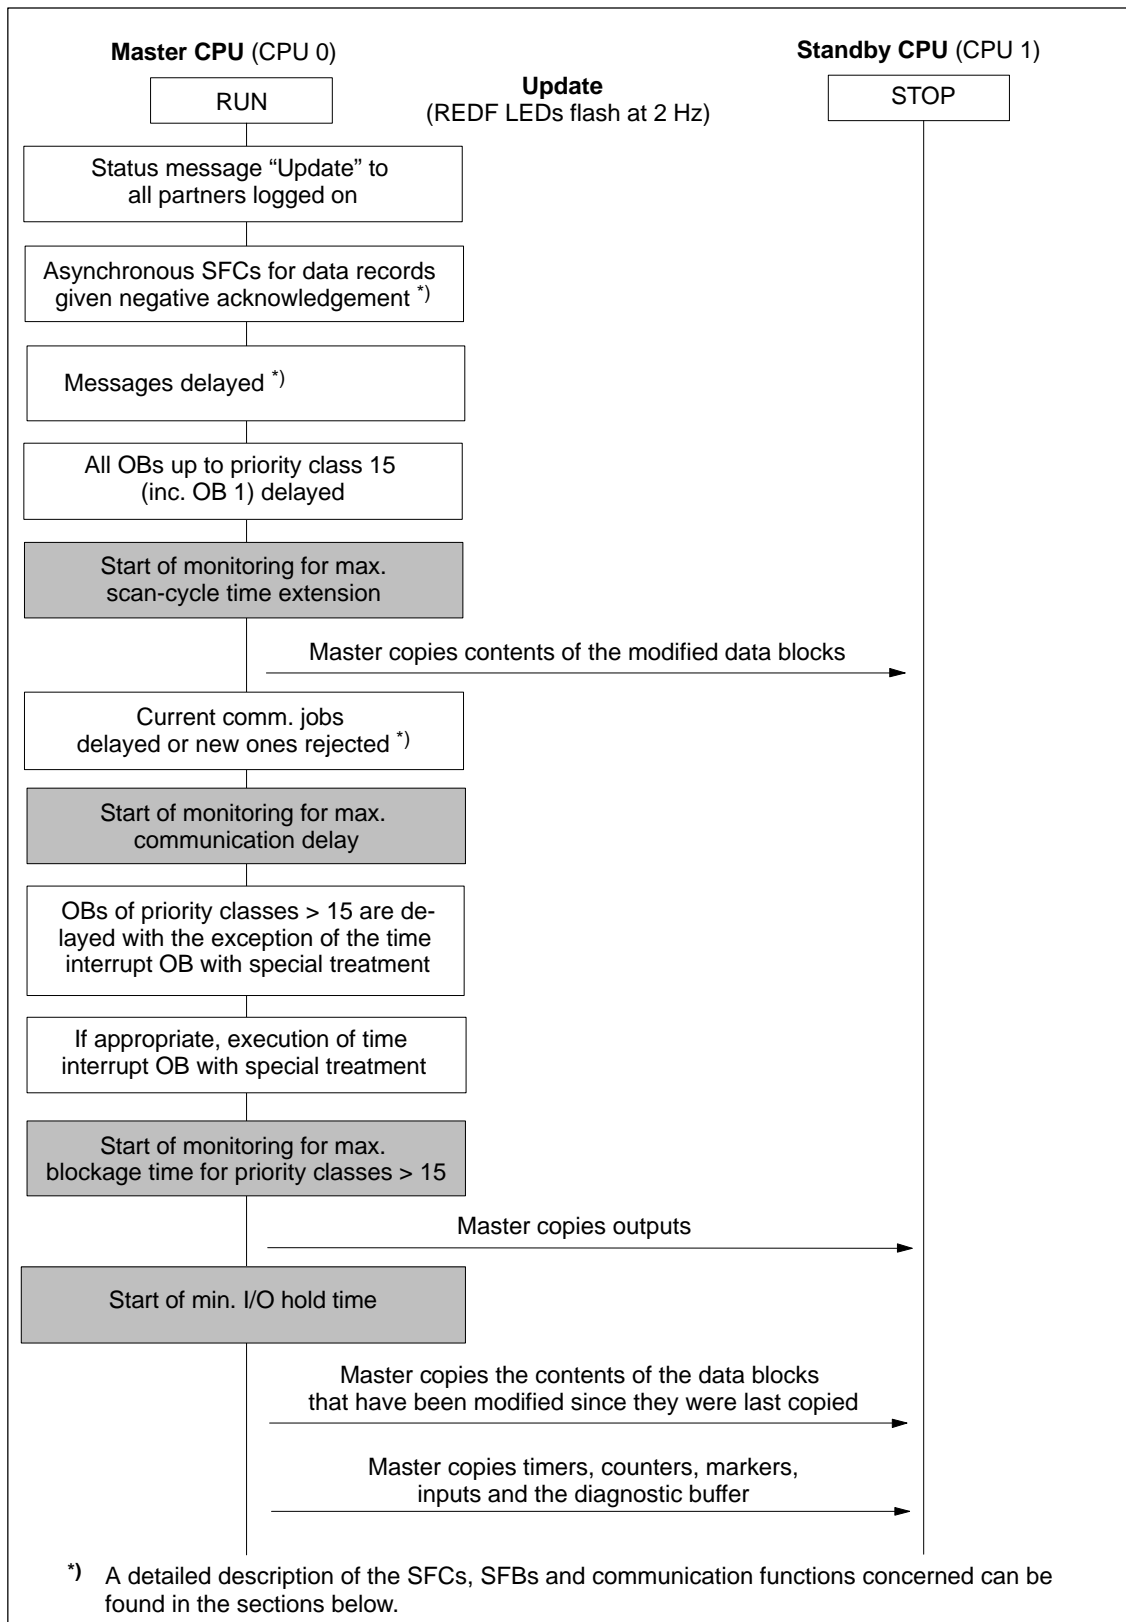 Master CPU (CPU 0)
Standby CPU (CPU 1)
RUN
Update
(REDF LEDs flash at 2 Hz)
STOP
Status message “Update” to
all partners logged on
Asynchronous SFCs for data records
given negative acknowledgement *)
Messages delayed *)
All OBs up to priority class 15
(inc. OB 1) delayed
Start of monitoring for max.
scan-cycle time extension
Master copies contents of the modified data blocks
Current comm. jobs
delayed or new ones rejected *)
Start of monitoring for max.
communication delay
OBs of priority classes > 15 are de-
layed with the exception of the time
interrupt OB with special treatment
If appropriate, execution of time
interrupt OB with special treatment
Start of monitoring for max.
blockage time for priority classes > 15
Master copies outputs
Start of min. I/O hold time
Master copies the contents of the data blocks
that have been modified since they were last copied
Master copies timers, counters, markers,
inputs and the diagnostic buffer
*) A detailed description of the SFCs, SFBs and communication functions concerned can be
found in the sections below.